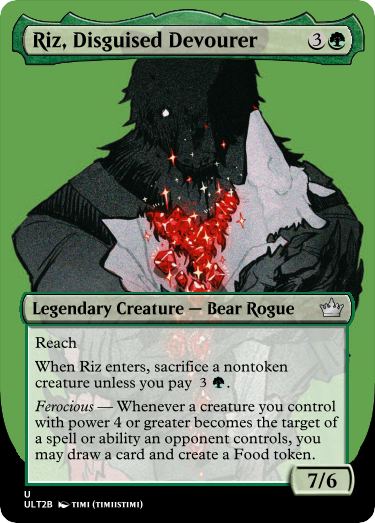 Riz, Disguised Devourer 3
Legendary Creature — Bear Rogue
Reach
When Riz enters, sacrifice a nontoken
creature unless you pay 3 .
Ferocious — Whenever a creature you control
with power 4 or greater becomes the target of
a spell or ability an opponent controls, you
may draw a card and create a Food token.
7/6
U
ULT2B TIMI (TIMIISTIMI)